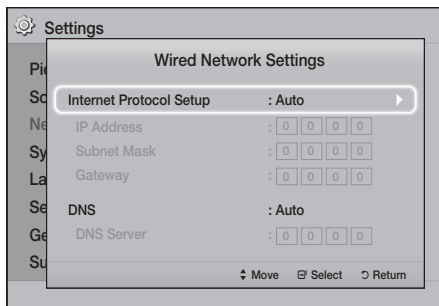 Settings
Wired Network Settings
Pi
Internet Protocol Setup : Auto
Sc
Ne
IP Address : 0 0 0 0
Sy
Subnet Mask : 0 0 0 0
La
Gateway : 0 0 0 0
Se
DNS : Auto
Ge
DNS Server : 0 0 0 0
Su
Move Select Return